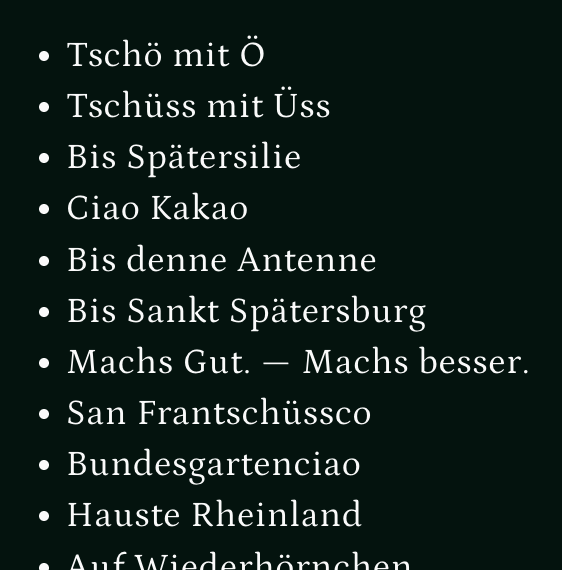 • Tschö mit Ö
• Tschüss mit Üss
• Bis Spätersilie
• Ciao Kakao
• Bis denne Antenne
• Bis Sankt Spätersburg
• Machs Gut. — Machs besser.
• San Frantschüssco
• Bundesgartenciao
• Hauste Rheinland
• Auf Wiederhörnchen